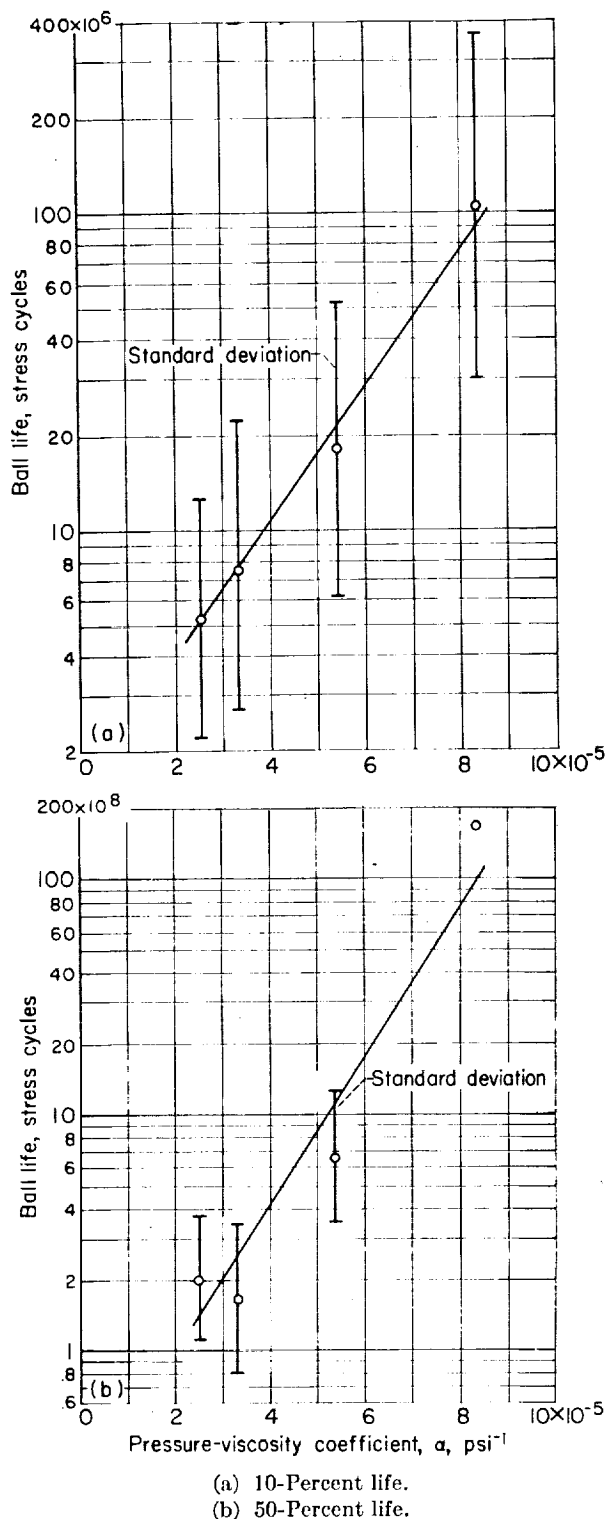 400×10⁶
200
100
80
60
40
20
10
8
6
4
2
Ball life, stress cycles
Standard deviation
(a)
0 2 4 6 8 10×10⁻⁵
200×10⁸
100
80
60
40
20
10
8
6
4
2
1
.8
.6
Ball life, stress cycles
Standard deviation
(b)
0 2 4 6 8 10×10⁻⁵
Pressure-viscosity coefficient, α, psi⁻¹
(a) 10-Percent life.
(b) 50-Percent life.